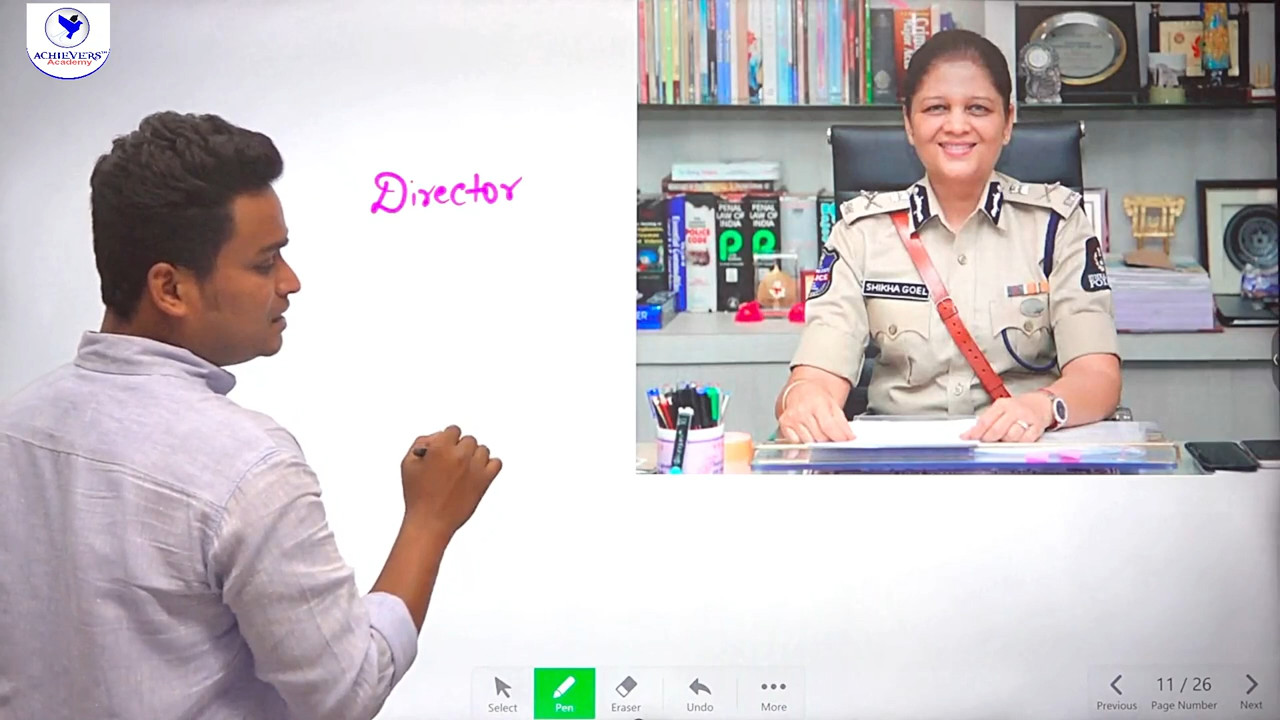 ACHIEVERS
Academy
Director
PENAL LAW OF INDIA
PENAL LAW OF INDIA
POLICE CODE
SHIKHA GOEL
Select
Pen
Eraser
Undo
More
Previous
11 / 26
Page Number
Next